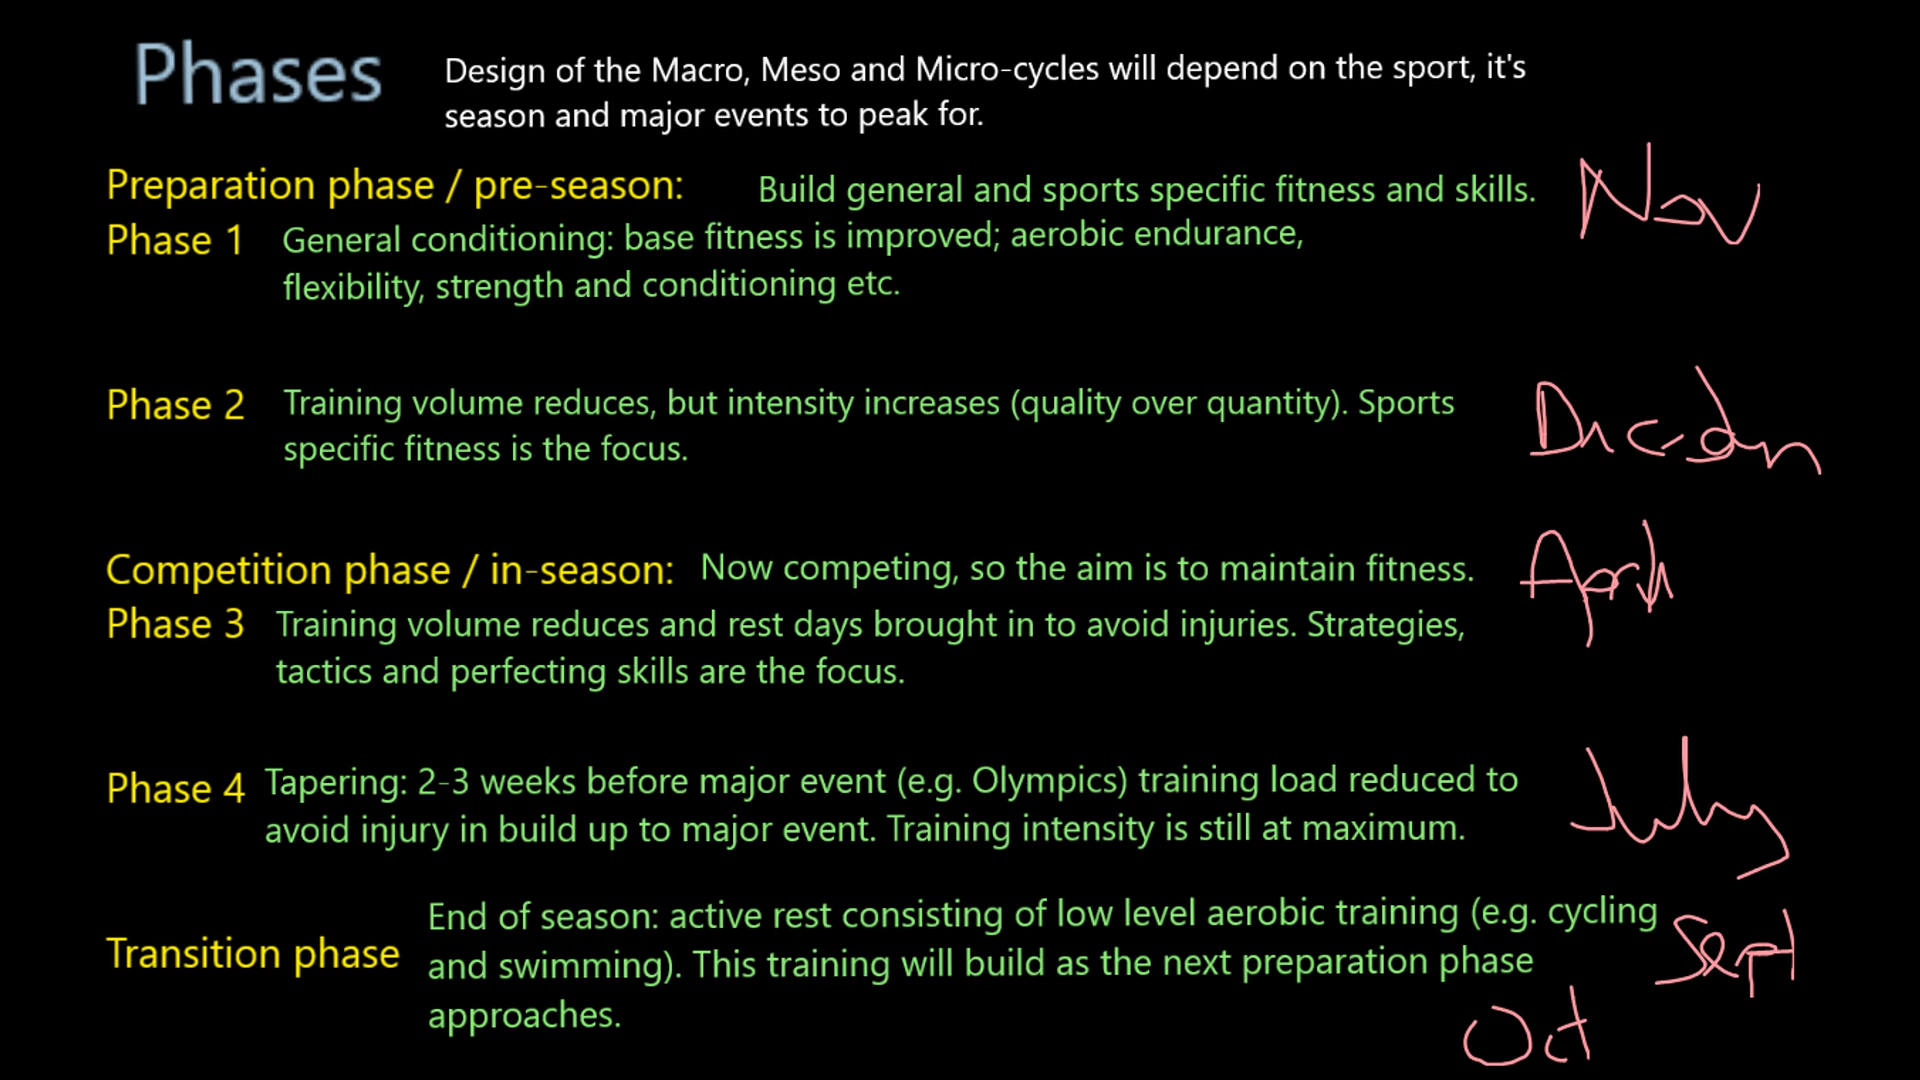 Phases
Design of the Macro, Meso and Micro-cycles will depend on the sport, it's
season and major events to peak for.
Preparation phase / pre-season: Build general and sports specific fitness and skills. Nov
Phase 1 General conditioning: base fitness is improved; aerobic endurance,
flexibility, strength and conditioning etc.
Phase 2 Training volume reduces, but intensity increases (quality over quantity). Sports
specific fitness is the focus.
Competition phase / in-season: Now competing, so the aim is to maintain fitness. April
Phase 3 Training volume reduces and rest days brought in to avoid injuries. Strategies,
tactics and perfecting skills are the focus.
Phase 4 Tapering: 2-3 weeks before major event (e.g. Olympics) training load reduced to
avoid injury in build up to major event. Training intensity is still at maximum. July
Transition phase End of season: active rest consisting of low level aerobic training (e.g. cycling
and swimming). This training will build as the next preparation phase Sept
approaches.
Oct